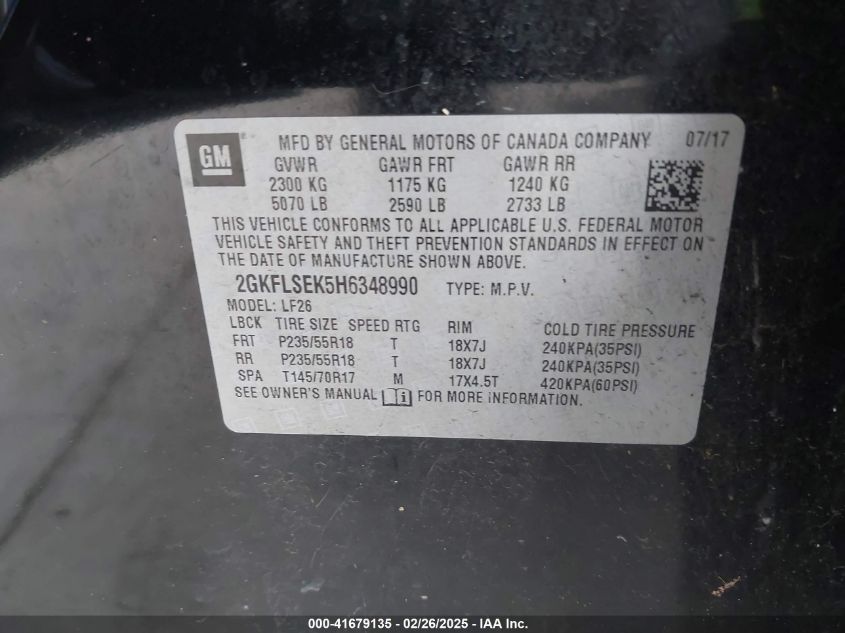 GM MFD BY GENERAL MOTORS OF CANADA COMPANY 07/17
GVWR GAWR FRT GAWR RR
2300 KG 1175 KG 1240 KG
5070 LB 2590 LB 2733 LB
THIS VEHICLE CONFORMS TO ALL APPLICABLE U.S. FEDERAL MOTOR
VEHICLE SAFETY AND THEFT PREVENTION STANDARDS IN EFFECT ON
THE DATE OF MANUFACTURE SHOWN ABOVE.
2GKFLSEK5H6348990 TYPE: M.P.V.
MODEL: LF26
LBCK TIRE SIZE SPEED RTG RIM COLD TIRE PRESSURE
FRT P235/55R18 T 18X7J 240KPA(35PSI)
RR P235/55R18 T 18X7J 240KPA(35PSI)
SPA T145/70R17 M 17X4.5T 420KPA(60PSI)
SEE OWNER'S MANUAL FOR MORE INFORMATION.
000-41679135 - 02/26/2025 - IAA Inc.